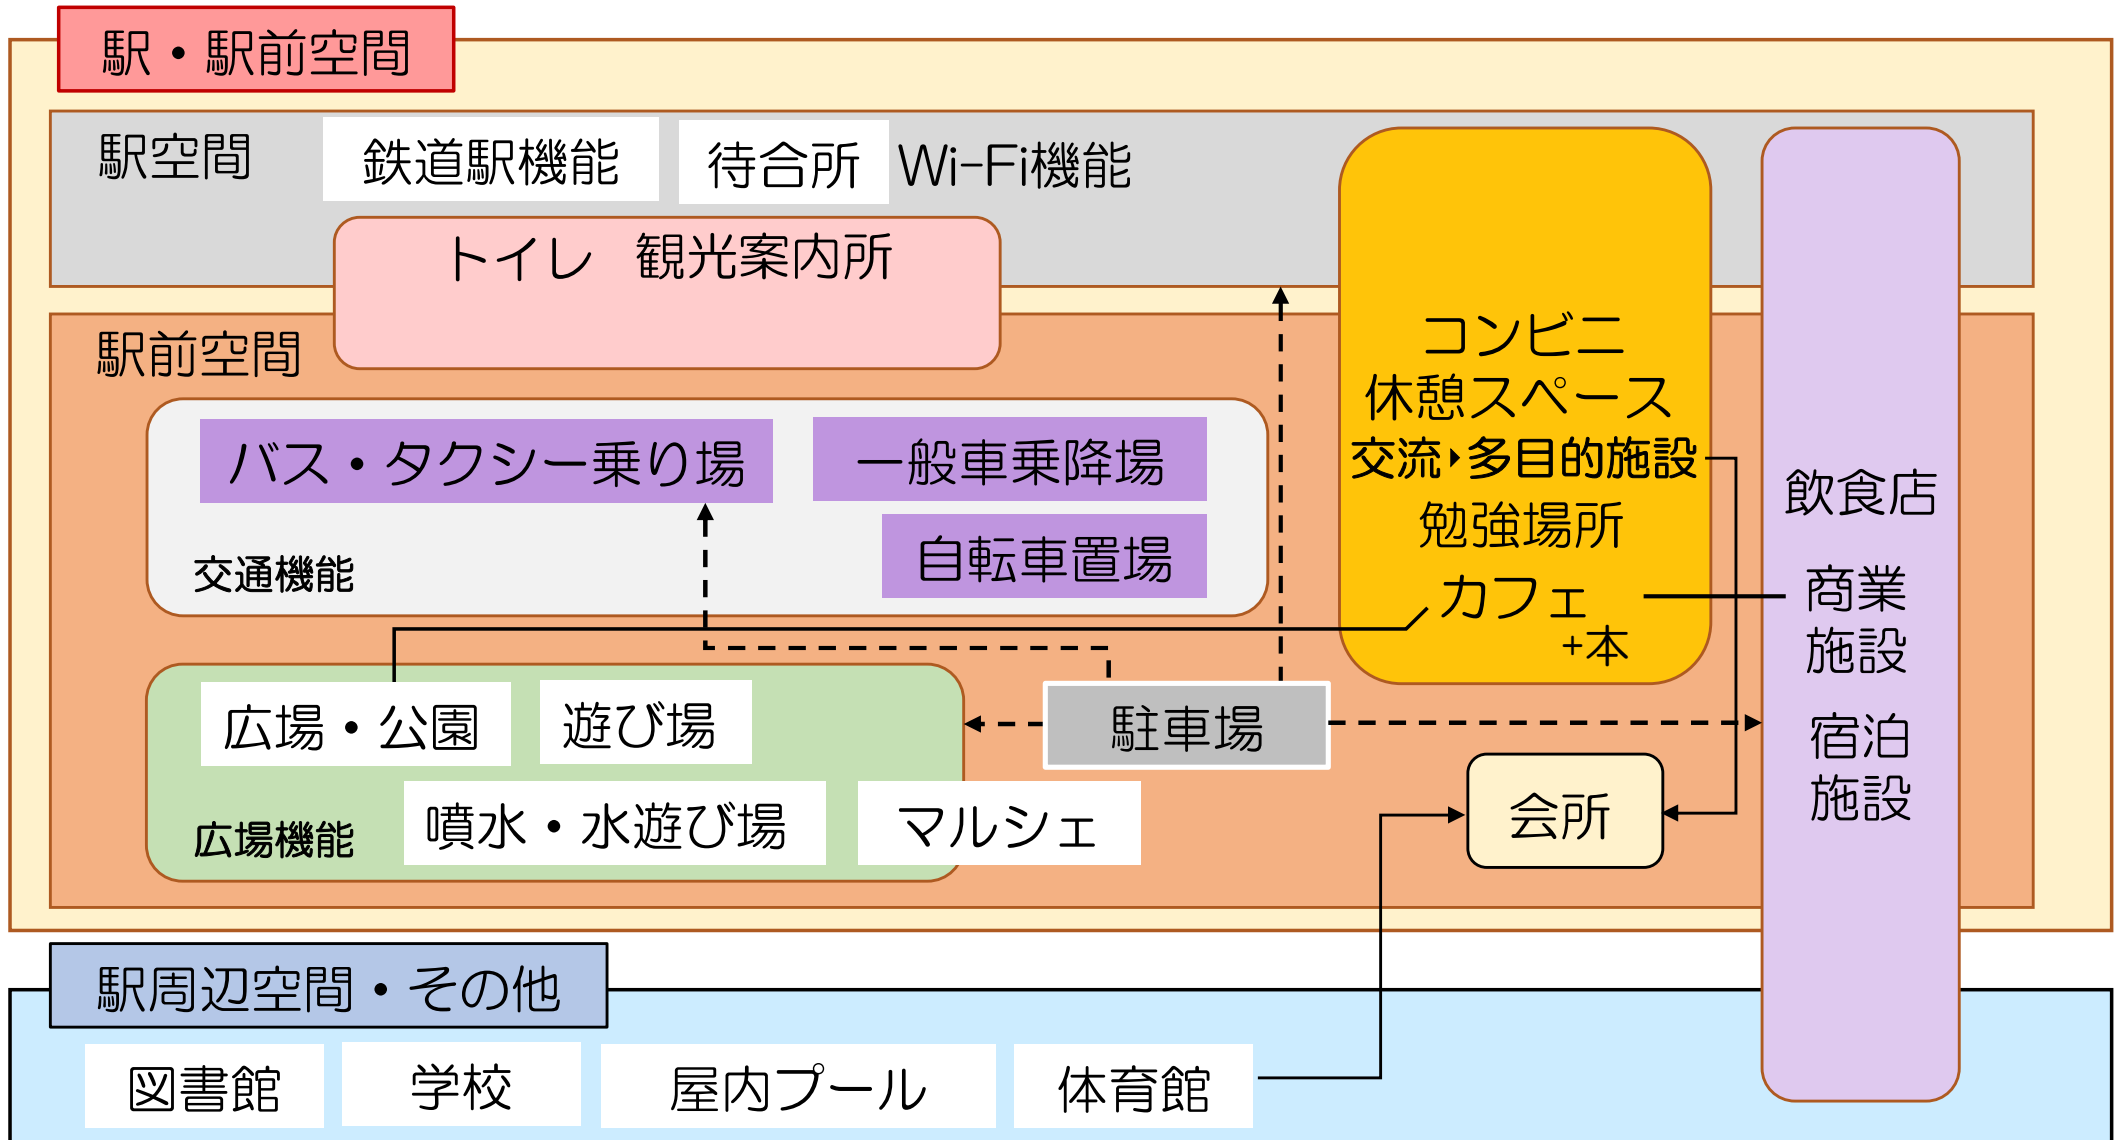 駅・駅前空間
駅空間
鉄道駅機能
待合所
Wi-Fi機能
トイレ　観光案内所
駅前空間
バス・タクシー乗り場
一般車乗降場
自転車置場
交通機能
コンビニ
休憩スペース
交流・多目的施設
勉強場所
カフェ
+本
飲食店
商業
施設
宿泊
施設
広場・公園
遊び場
噴水・水遊び場
マルシェ
広場機能
駐車場
会所
駅周辺空間・その他
図書館
学校
屋内プール
体育館